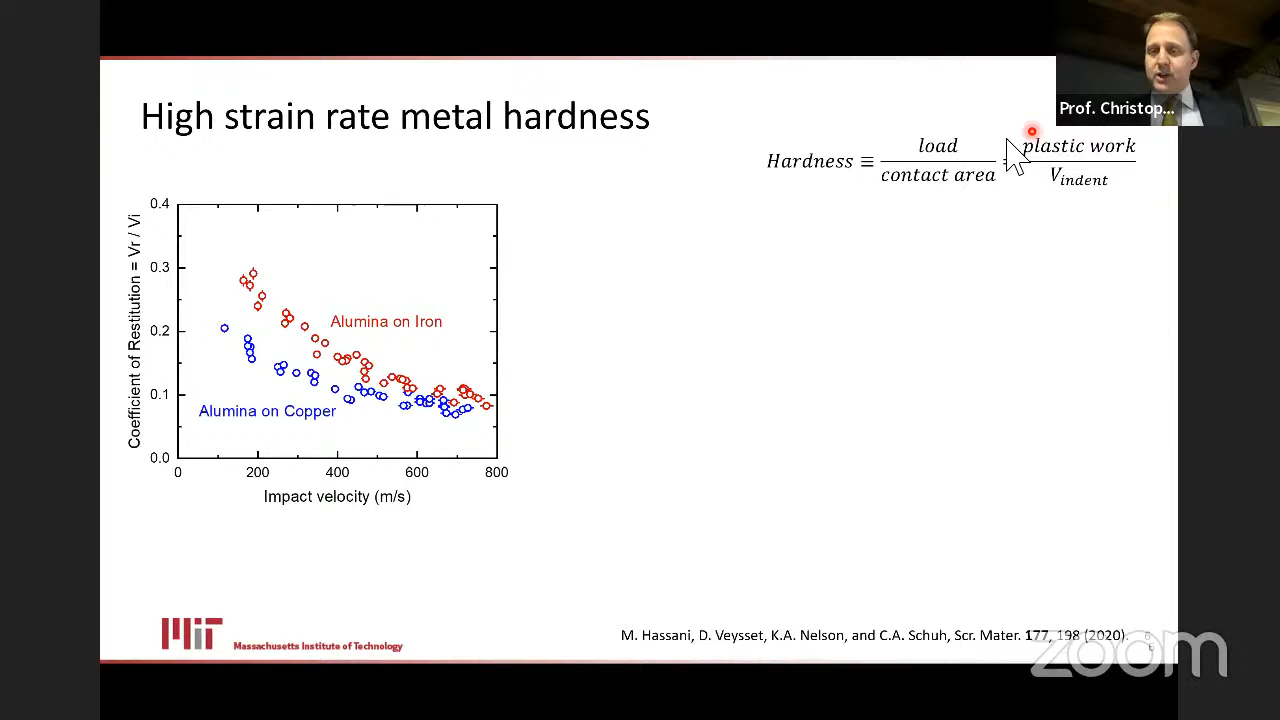 Prof. Christop...
High strain rate metal hardness
Hardness ≡ load / contact area = plastic work / Vindent
0.4
0.3
0.2
0.1
0.0
Coefficient of Restitution = Vr / Vi
Alumina on Iron
Alumina on Copper
0 200 400 600 800
Impact velocity (m/s)
MIT
Massachusetts Institute of Technology
M. Hassani, D. Veysset, K.A. Nelson, and C.A. Schuh, Scr. Mater. 177, 198 (2020).
zoom